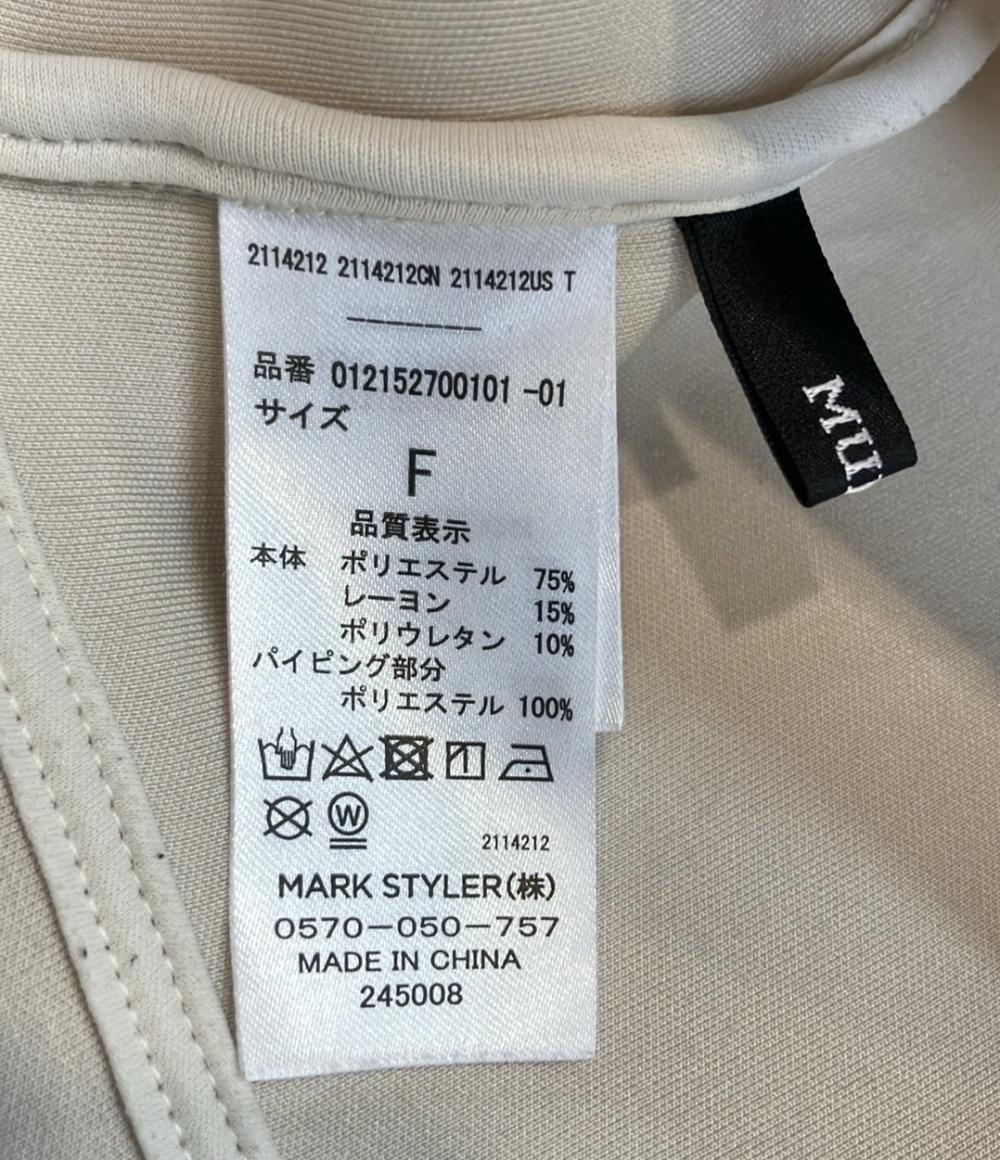 2114212 2114212CN 2114212US T
-------
品番 012152700101 -01
サイズ
F
品質表示
本体 ポリエステル 75%
レーヨン 15%
ポリウレタン 10%
パイピング部分
ポリエステル 100%
W
2114212
MARK STYLER(株)
0570-050-757
MADE IN CHINA
245008